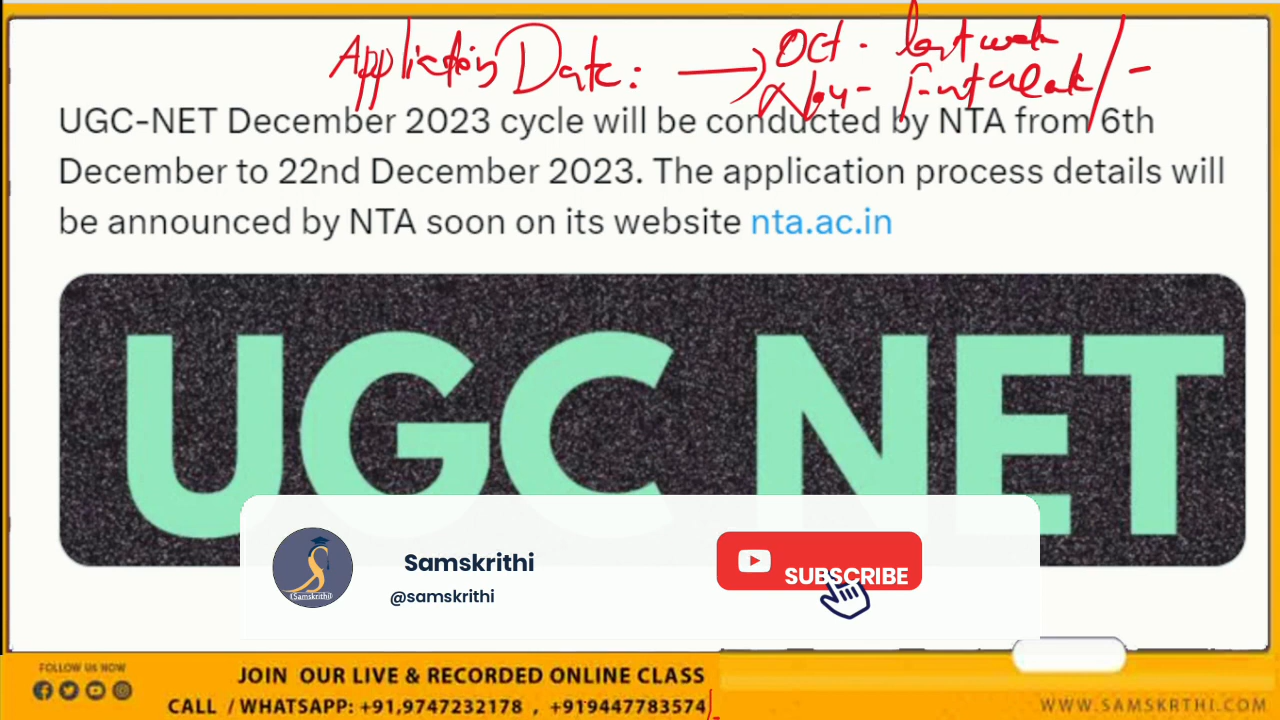 Application Date: → Oct - last week
Nov - First week /-
UGC-NET December 2023 cycle will be conducted by NTA from 6th
December to 22nd December 2023. The application process details will
be announced by NTA soon on its website nta.ac.in
UGC NET
Samskrithi
@samskrithi
(Samskrithi)
SUBSCRIBE
FOLLOW US NOW
JOIN OUR LIVE & RECORDED ONLINE CLASS
CALL / WHATSAPP: +91,9747232178 , +919447783574
WWW.SAMSKRTHI.COM